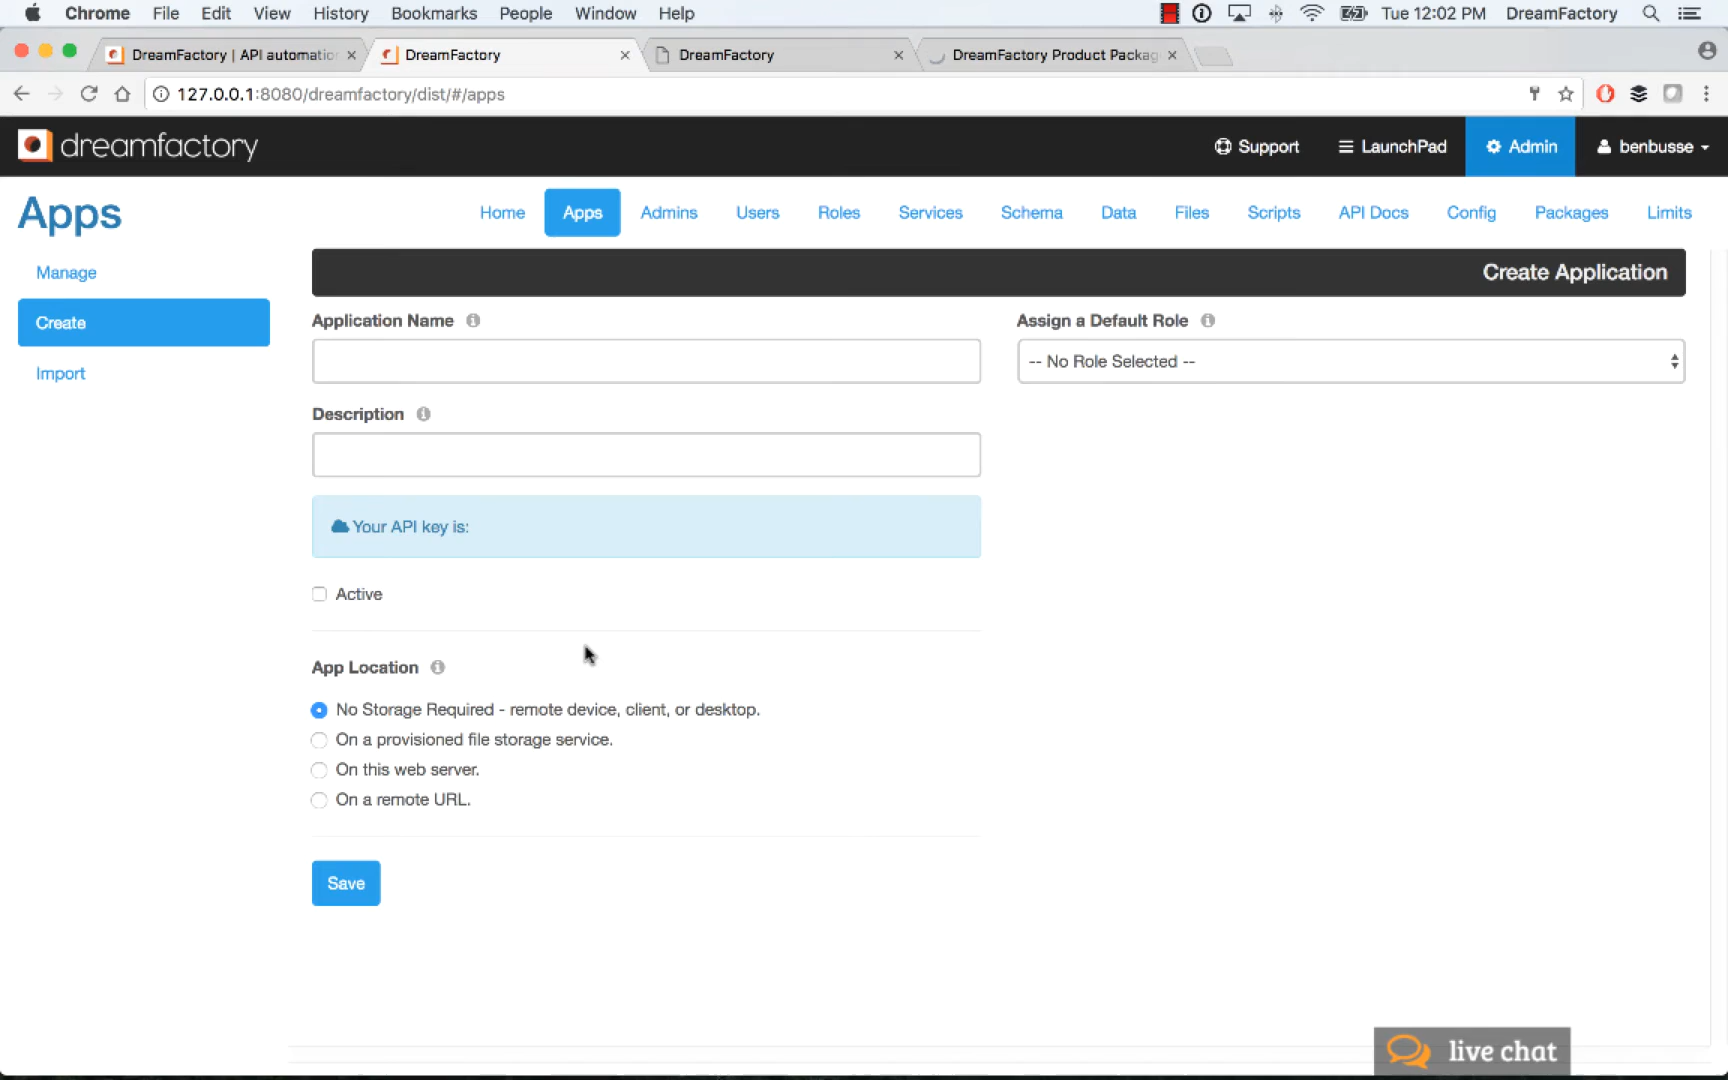 Chrome File Edit View History Bookmarks People Window Help Tue 12:02 PM DreamFactory
DreamFactory | API automation DreamFactory DreamFactory DreamFactory Product Packag
127.0.0.1:8080/dreamfactory/dist/#/apps
dreamfactory Support LaunchPad Admin benbusse
Apps Home Apps Admins Users Roles Services Schema Data Files Scripts API Docs Config Packages Limits
Manage
Create
Import
Create Application
Application Name
Assign a Default Role
-- No Role Selected --
Description
Your API key is:
Active
App Location
No Storage Required - remote device, client, or desktop.
On a provisioned file storage service.
On this web server.
On a remote URL.
Save
live chat